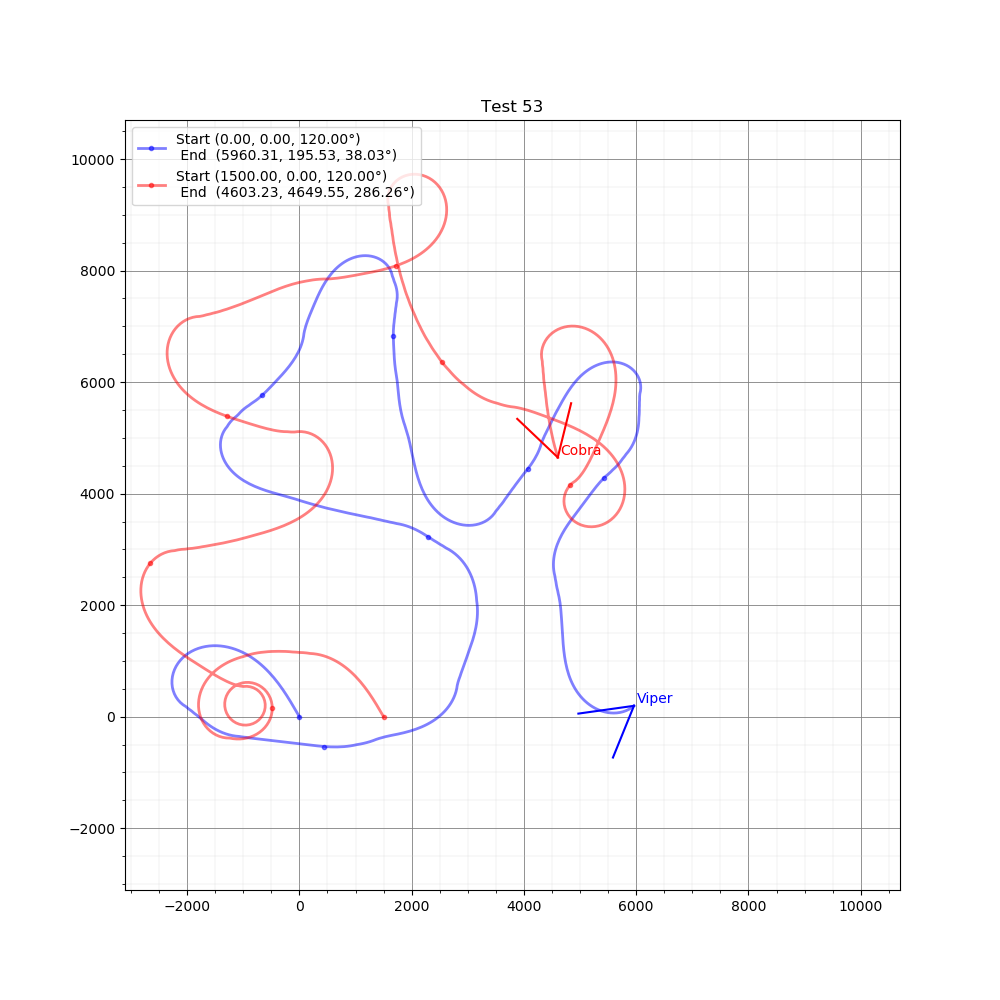 Test 53
Start (0.00, 0.00, 120.00°)
End (5960.31, 195.53, 38.03°)
Start (1500.00, 0.00, 120.00°)
End (4603.23, 4649.55, 286.26°)
10000
8000
6000
4000
2000
0
−2000
Cobra
Viper
−2000 0 2000 4000 6000 8000 10000